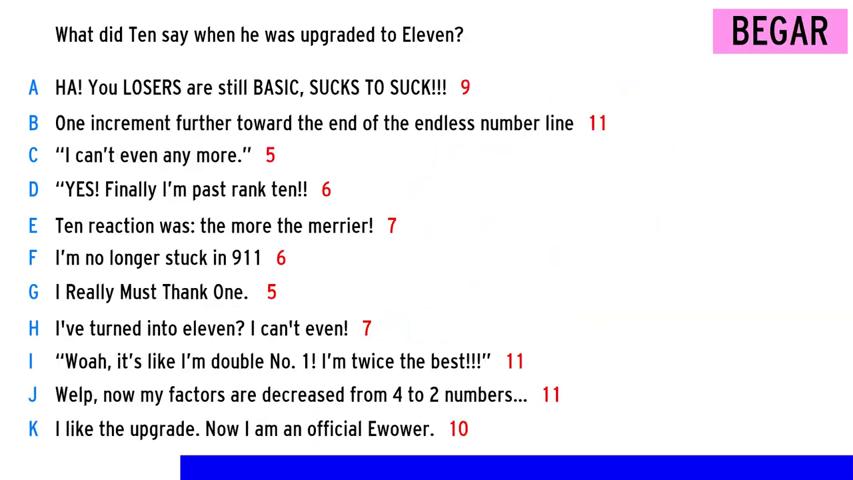 What did Ten say when he was upgraded to Eleven?
BEGAR
A HA! You LOSERS are still BASIC, SUCKS TO SUCK!!! 9
B One increment further toward the end of the endless number line 11
C “I can’t even any more.” 5
D “YES! Finally I’m past rank ten!! 6
E Ten reaction was: the more the merrier! 7
F I’m no longer stuck in 911 6
G I Really Must Thank One. 5
H I've turned into eleven? I can't even! 7
I “Woah, it’s like I’m double No. 1! I’m twice the best!!!” 11
J Welp, now my factors are decreased from 4 to 2 numbers... 11
K I like the upgrade. Now I am an official Ewower. 10